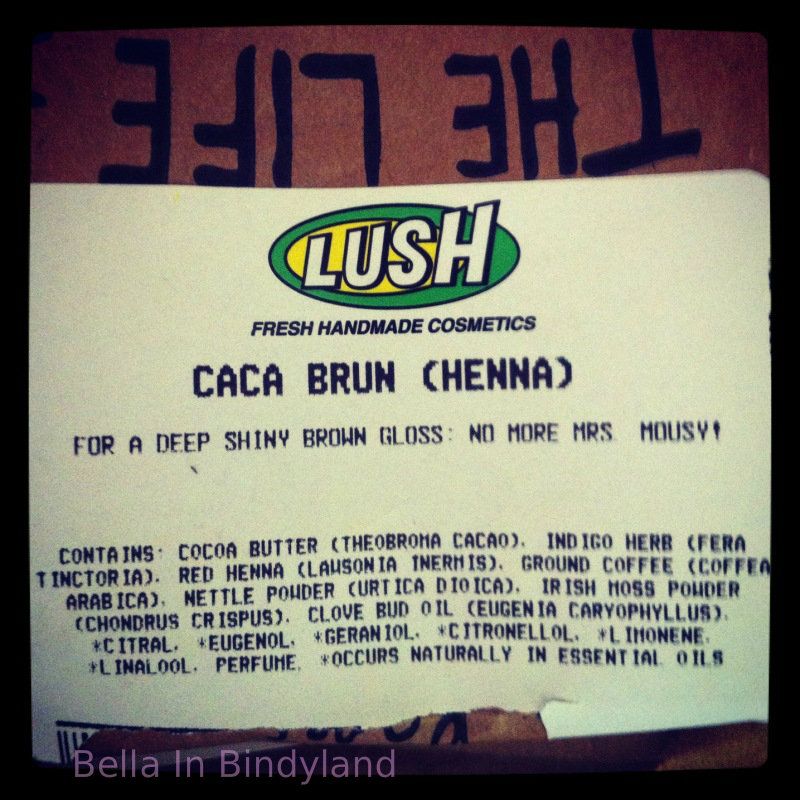 THE LIFE
LUSH
FRESH HANDMADE COSMETICS
CACA BRUN (HENNA)
FOR A DEEP SHINY BROWN GLOSS: NO MORE MRS. MOUSY!
CONTAINS: COCOA BUTTER (THEOBROMA CACAO), INDIGO HERB (FERA
TINCTORIA), RED HENNA (LAWSONIA INERMIS), GROUND COFFEE (COFFEA
ARABICA), NETTLE POWDER (URTICA DIOICA), IRISH MOSS POWDER
(CHONDRUS CRISPUS), CLOVE BUD OIL (EUGENIA CARYOPHYLLUS),
*CITRAL, *EUGENOL, *GERANIOL, *CITRONELLOL, *LIMONENE,
*LINALOOL, PERFUME, *OCCURS NATURALLY IN ESSENTIAL OILS
Bella In Bindyland